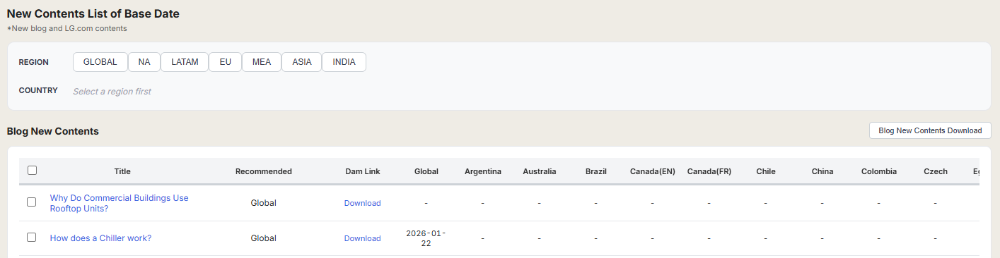 New Contents List of Base Date
*New blog and LG.com contents
REGION GLOBAL NA LATAM EU MEA ASIA INDIA
COUNTRY Select a region first
Blog New Contents Blog New Contents Download
Title Recommended Dam Link Global Argentina Australia Brazil Canada(EN) Canada(FR) Chile China Colombia Czech
Why Do Commercial Buildings Use
Rooftop Units? Global Download - - - - - - - - - -
How does a Chiller work? Global Download 2026-01-
22 - - - - - - - - -